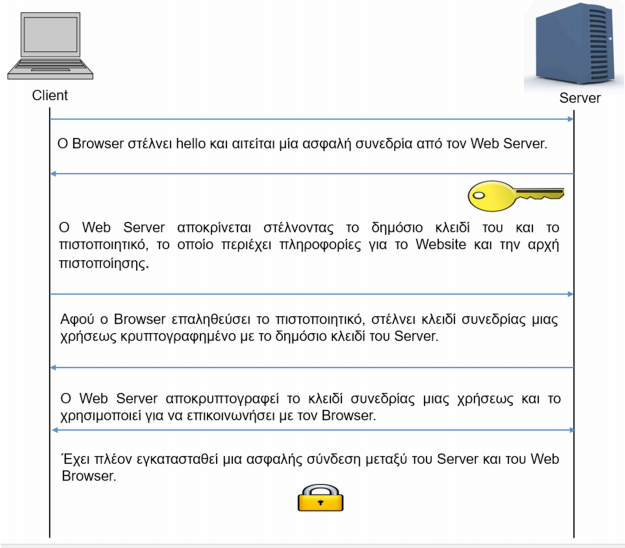 Client
Server
Ο Browser στέλνει hello και αιτείται μία ασφαλή συνεδρία από τον Web Server.
Ο Web Server αποκρίνεται στέλνοντας το δημόσιο κλειδί του και το
πιστοποιητικό, το οποίο περιέχει πληροφορίες για το Website και την αρχή
πιστοποίησης.
Αφού ο Browser επαληθεύσει το πιστοποιητικό, στέλνει κλειδί συνεδρίας μιας
χρήσεως κρυπτογραφημένο με το δημόσιο κλειδί του Server.
Ο Web Server αποκρυπτογραφεί το κλειδί συνεδρίας μιας χρήσεως και το
χρησιμοποιεί για να επικοινωνήσει με τον Browser.
Έχει πλέον εγκατασταθεί μια ασφαλής σύνδεση μεταξύ του Server και του Web
Browser.